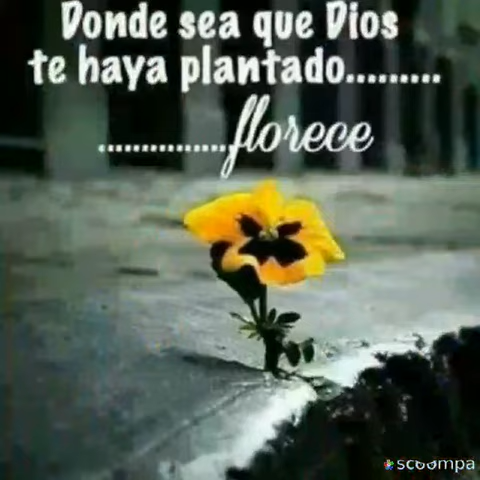 Donde sea que Dios
te haya plantado.........
...............florece
scoompa